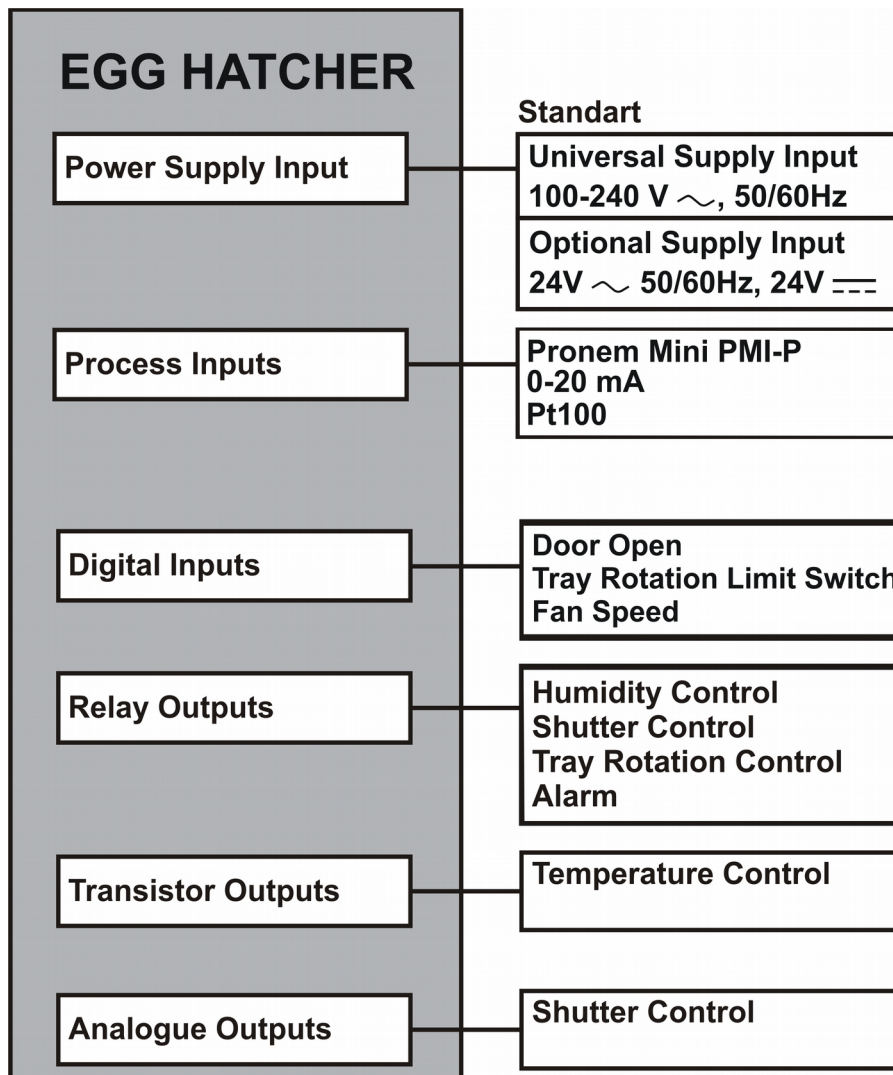 EGG HATCHER
Standart
Power Supply Input
Universal Supply Input
100-240 V ～, 50/60Hz
Optional Supply Input
24V ～ 50/60Hz, 24V ⎓
Process Inputs
Pronem Mini PMI-P
0-20 mA
Pt100
Digital Inputs
Door Open
Tray Rotation Limit Switch
Fan Speed
Relay Outputs
Humidity Control
Shutter Control
Tray Rotation Control
Alarm
Transistor Outputs
Temperature Control
Analogue Outputs
Shutter Control